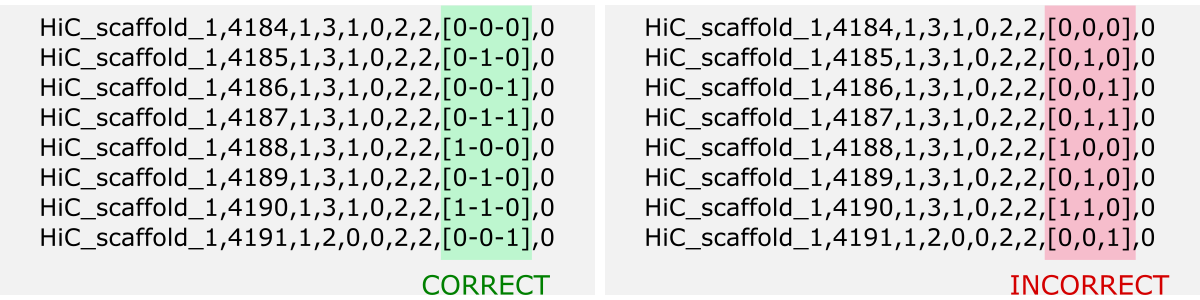 HiC_scaffold_1,4184,1,3,1,0,2,2,[0-0-0],0
HiC_scaffold_1,4185,1,3,1,0,2,2,[0-1-0],0
HiC_scaffold_1,4186,1,3,1,0,2,2,[0-0-1],0
HiC_scaffold_1,4187,1,3,1,0,2,2,[0-1-1],0
HiC_scaffold_1,4188,1,3,1,0,2,2,[1-0-0],0
HiC_scaffold_1,4189,1,3,1,0,2,2,[0-1-0],0
HiC_scaffold_1,4190,1,3,1,0,2,2,[1-1-0],0
HiC_scaffold_1,4191,1,2,0,0,2,2,[0-0-1],0
CORRECT
HiC_scaffold_1,4184,1,3,1,0,2,2,[0,0,0],0
HiC_scaffold_1,4185,1,3,1,0,2,2,[0,1,0],0
HiC_scaffold_1,4186,1,3,1,0,2,2,[0,0,1],0
HiC_scaffold_1,4187,1,3,1,0,2,2,[0,1,1],0
HiC_scaffold_1,4188,1,3,1,0,2,2,[1,0,0],0
HiC_scaffold_1,4189,1,3,1,0,2,2,[0,1,0],0
HiC_scaffold_1,4190,1,3,1,0,2,2,[1,1,0],0
HiC_scaffold_1,4191,1,2,0,0,2,2,[0,0,1],0
INCORRECT